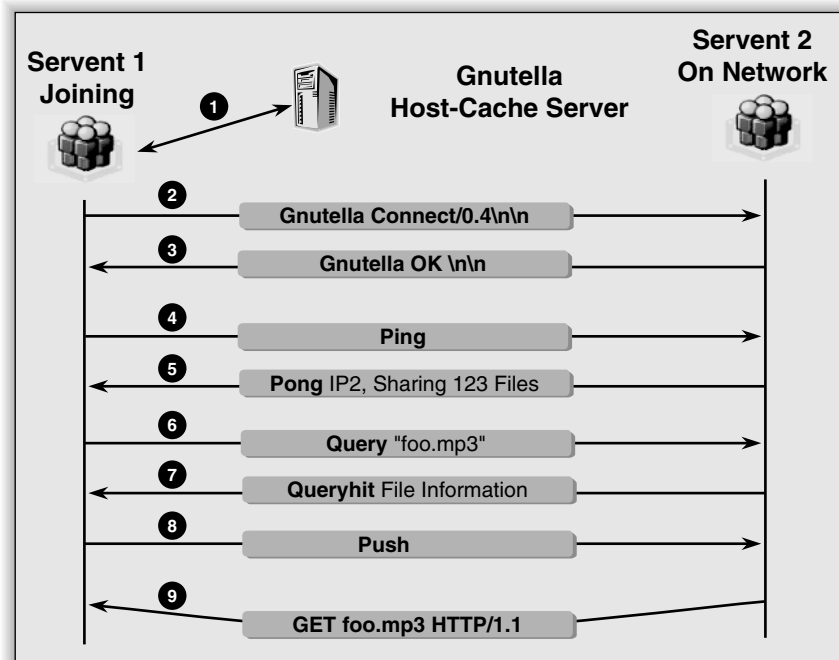 Servent 1
Joining
Gnutella
Host-Cache Server
Servent 2
On Network
1
2
Gnutella Connect/0.4\n\n
3
Gnutella OK \n\n
4
Ping
5
Pong IP2, Sharing 123 Files
6
Query "foo.mp3"
7
Queryhit File Information
8
Push
9
GET foo.mp3 HTTP/1.1